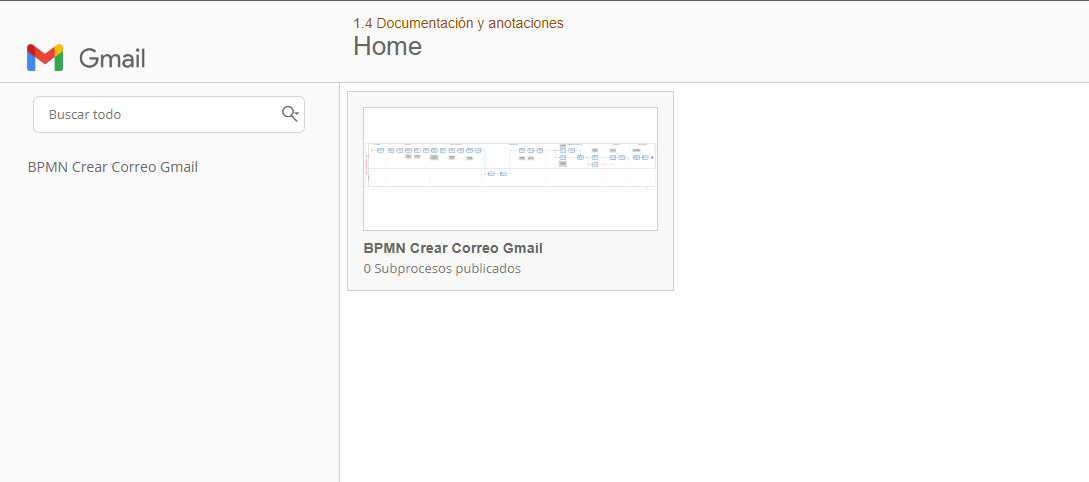 1.4 Documentación y anotaciones
Home
Gmail
Buscar todo
BPMN Crear Correo Gmail
BPMN Crear Correo Gmail
0 Subprocesos publicados